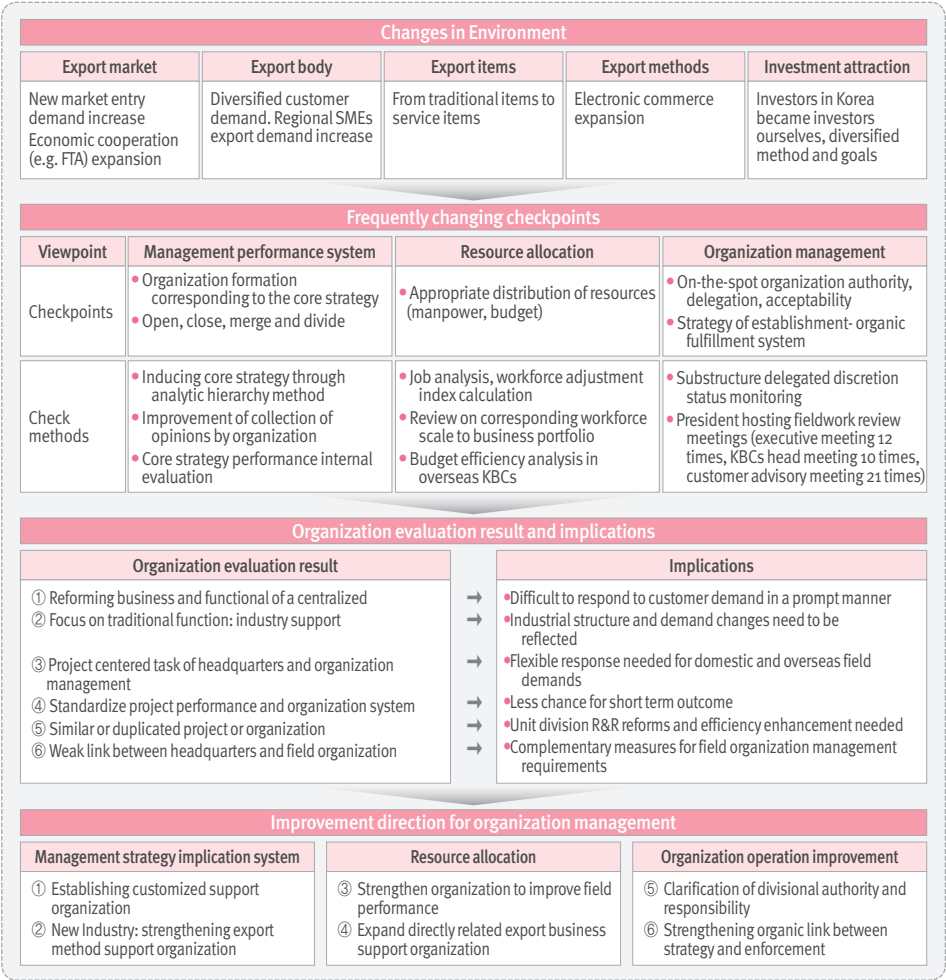 Changes in Environment
Export market
New market entry
demand increase
Economic cooperation
(e.g. FTA) expansion
Export body
Diversified customer
demand. Regional SMEs
export demand increase
Export items
From traditional items to
service items
Export methods
Electronic commerce
expansion
Investment attraction
Investors in Korea
became investors
ourselves, diversified
method and goals
Frequently changing checkpoints
Viewpoint
Management performance system
Resource allocation
Organization management
Checkpoints
• Organization formation
corresponding to the core strategy
• Open, close, merge and divide
• Appropriate distribution of resources
(manpower, budget)
• On-the-spot organization authority,
delegation, acceptability
• Strategy of establishment- organic
fulfillment system
Check
methods
• Inducing core strategy through
analytic hierarchy method
• Improvement of collection of
opinions by organization
• Core strategy performance internal
evaluation
• Job analysis, workforce adjustment
index calculation
• Review on corresponding workforce
scale to business portfolio
• Budget efficiency analysis in
overseas KBCs
• Substructure delegated discretion
status monitoring
• President hosting fieldwork review
meetings (executive meeting 12
times, KBCs head meeting 10 times,
customer advisory meeting 21 times)
Organization evaluation result and implications
Organization evaluation result
Implications
① Reforming business and functional of a centralized
➞ •Difficult to respond to customer demand in a prompt manner
② Focus on traditional function: industry support
➞ •Industrial structure and demand changes need to be
reflected
③ Project centered task of headquarters and organization
management
➞ •Flexible response needed for domestic and overseas field
demands
④ Standardize project performance and organization system
➞ •Less chance for short term outcome
⑤ Similar or duplicated project or organization
➞ •Unit division R&R reforms and efficiency enhancement needed
⑥ Weak link between headquarters and field organization
➞ •Complementary measures for field organization management
requirements
Improvement direction for organization management
Management strategy implication system
① Establishing customized support
organization
② New Industry: strengthening export
method support organization
Resource allocation
③ Strengthen organization to improve field
performance
④ Expand directly related export business
support organization
Organization operation improvement
⑤ Clarification of divisional authority and
responsibility
⑥ Strengthening organic link between
strategy and enforcement